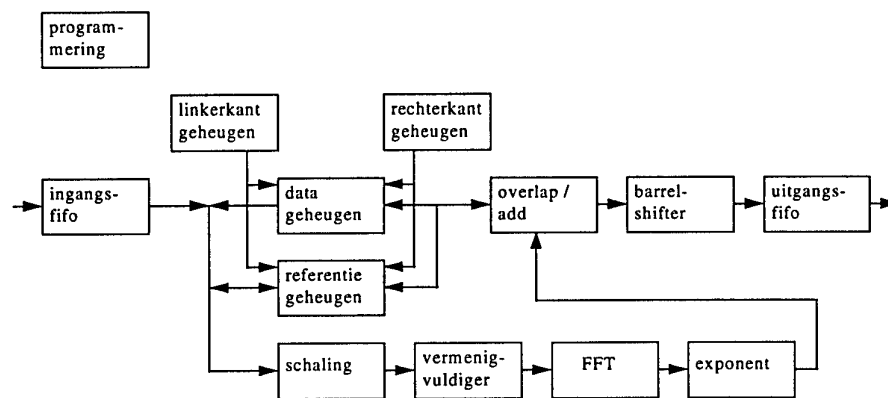 program-
mering
linkerkant
geheugen
rechterkant
geheugen
ingangs-
fifo
data
geheugen
overlap /
add
barrel-
shifter
uitgangs-
fifo
referentie
geheugen
schaling
vermenig-
vuldiger
FFT
exponent